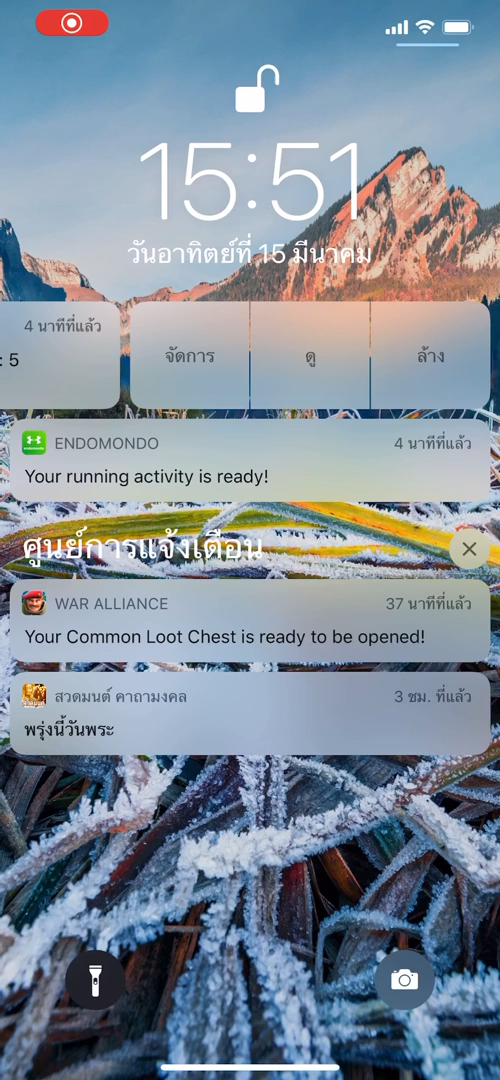 15:51
วันอาทิตย์ที่ 15 มีนาคม
4 นาทีที่แล้ว
: 5
จัดการ
ดู
ล้าง
ENDOMONDO
4 นาทีที่แล้ว
Your running activity is ready!
ศูนย์การแจ้งเตือน
WAR ALLIANCE
37 นาทีที่แล้ว
Your Common Loot Chest is ready to be opened!
สวดมนต์ คาถามงคล
3 ชม. ที่แล้ว
พรุ่งนี้วันพระ